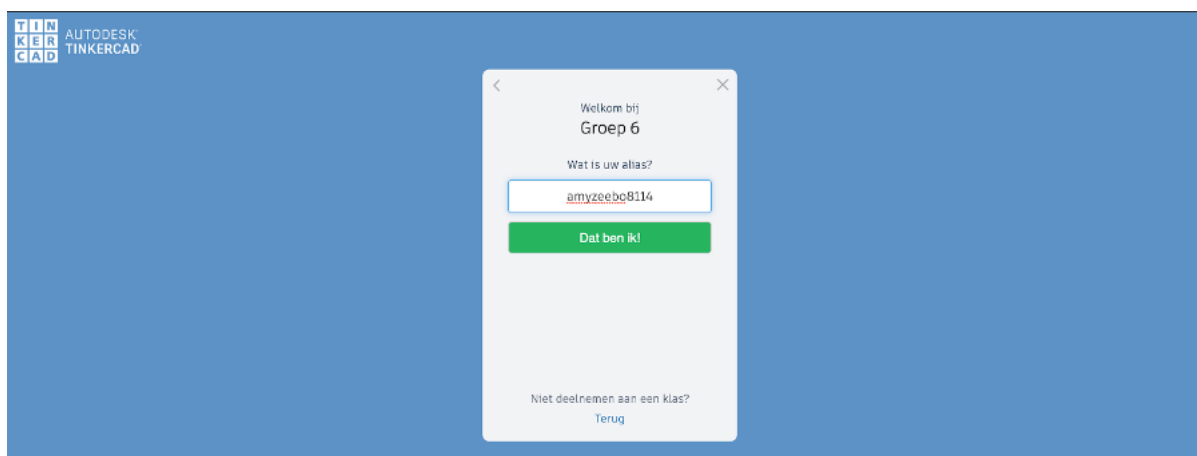 TIN
KER
CAD
AUTODESK®
TINKERCAD®
Welkom bij
Groep 6
Wat is uw alias?
amyzeebo8114
Dat ben ik!
Niet deelnemen aan een klas?
Terug